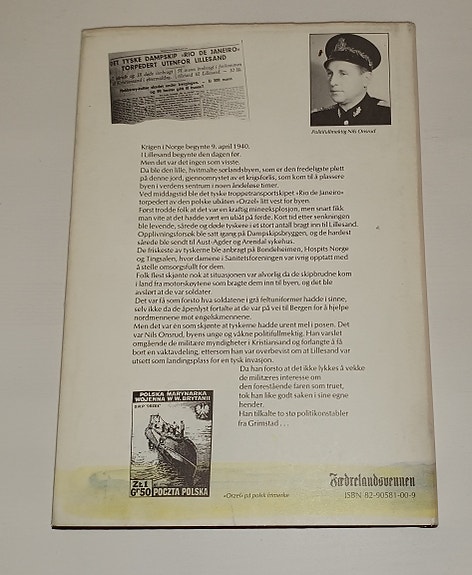 DET TYSKE DAMPSKIP «RIO DE JANEIRO»
TORPEDERT UTENFOR LILLESAND
Politifullmektig Nils Onsrud
Krigen i Norge begynte 9. april 1940.
I Lillesand begynte den dagen før.
Men det var det ingen som visste.
Da ble den lille, hvitmalte sørlandsbyen, som er den fredeligste plett
på denne jord, gjennomrystet av et krigsforlis, som kom til å plassere
byen i verdens sentrum i noen åndeløse timer.
Ved middagstid ble det tyske troppetransportskipet «Rio de Janeiro»
torpedert av den polske ubåten «Orzel» litt vest for byen.
Først trodde folk at det var en kraftig mineeksplosjon, men snart fikk
man vite at det hadde vært en ubåt på ferde. Kort tid etter senkningen
ble levende, sårede og døde tyskere i et stort antall bragt inn til Lillesand.
Opplivningsforsøk ble satt igang på Dampskipsbryggen, og de hardest
sårede ble sendt til Aust-Agder og Arendal sykehus.
De friskeste av tyskerne ble anbragt på Bondeheimen, Hospits Norge
og Tingsalen, hvor damene i Sanitetsforeningen var ivrig opptatt med
å stelle omsorgsfullt for dem.
Folk flest skjønte nok at situasjonen var alvorlig da de skipbrudne kom
i land fra motorskøytene som bragte dem inn til byen, og det ble
avslørt at de var soldater.
Det var få som forsto hva soldatene i grå feltuniformer hadde i sinne,
selv ikke da de åpenlyst fortalte at de var på vei til Bergen for å hjelpe
nordmennene mot engelskmennene.
Men det var én som skjønte at tyskerne hadde urent mel i posen. Det
var Nils Onsrud, byens unge og våkne politifullmektig. Han varslet
omgående de militære myndigheter i Kristiansand og forlangte å få
bort en vaktavdeling, ettersom han var overbevist om at Lillesand var
utsett som landingsplass for en tysk invasjon.
Da han forsto at det ikke lykkes å vekke
de militæres interesse om
den forestående faren som truet,
tok han like godt saken i sine egne
hender.
Han tilkalte to stø politikonstabler
fra Grimstad . . .
POLSKA MARYNARKA
WOJENNA W W. BRYTANII
ZŁ 1
Gr 50 POCZTA POLSKA
«Orzel» på polsk frimerke
Fædrelandsvennen
ISBN 82-90581-00-9